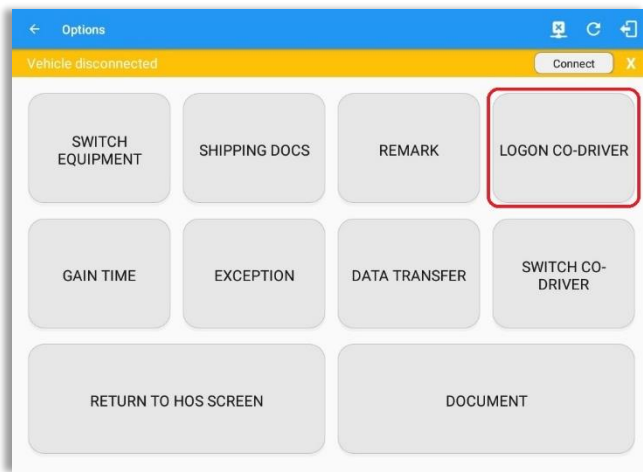 Options
Vehicle disconnected
Connect
X
SWITCH
EQUIPMENT
SHIPPING DOCS
REMARK
LOGON CO-DRIVER
GAIN TIME
EXCEPTION
DATA TRANSFER
SWITCH CO-
DRIVER
RETURN TO HOS SCREEN
DOCUMENT